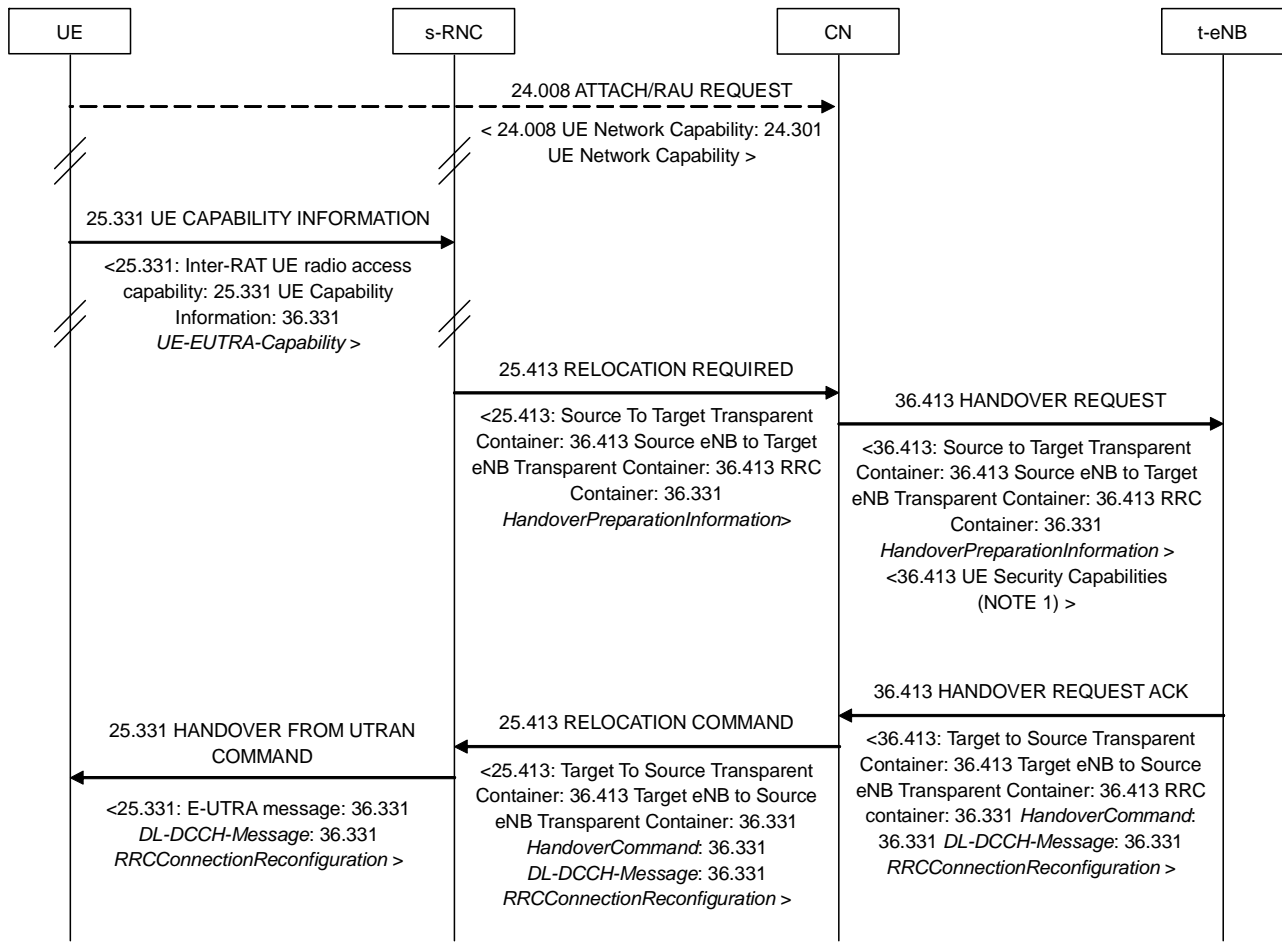 UE
s-RNC
CN
t-eNB
24.008 ATTACH/RAU REQUEST
< 24.008 UE Network Capability: 24.301
UE Network Capability >
25.331 UE CAPABILITY INFORMATION
<25.331: Inter-RAT UE radio access
capability: 25.331 UE Capability
Information: 36.331
UE-EUTRA-Capability >
25.413 RELOCATION REQUIRED
<25.413: Source To Target Transparent
Container: 36.413 Source eNB to Target
eNB Transparent Container: 36.413 RRC
Container: 36.331
HandoverPreparationInformation>
36.413 HANDOVER REQUEST
<36.413: Source to Target Transparent
Container: 36.413 Source eNB to Target
eNB Transparent Container: 36.413 RRC
Container: 36.331
HandoverPreparationInformation >
<36.413 UE Security Capabilities
(NOTE 1) >
36.413 HANDOVER REQUEST ACK
<36.413: Target to Source Transparent
Container: 36.413 Target eNB to Source
eNB Transparent Container: 36.413 RRC
container: 36.331 HandoverCommand:
36.331 DL-DCCH-Message: 36.331
RRCConnectionReconfiguration >
25.413 RELOCATION COMMAND
<25.413: Target To Source Transparent
Container: 36.413 Target eNB to Source
eNB Transparent Container: 36.331
HandoverCommand: 36.331
DL-DCCH-Message: 36.331
RRCConnectionReconfiguration >
25.331 HANDOVER FROM UTRAN
COMMAND
<25.331: E-UTRA message: 36.331
DL-DCCH-Message: 36.331
RRCConnectionReconfiguration >